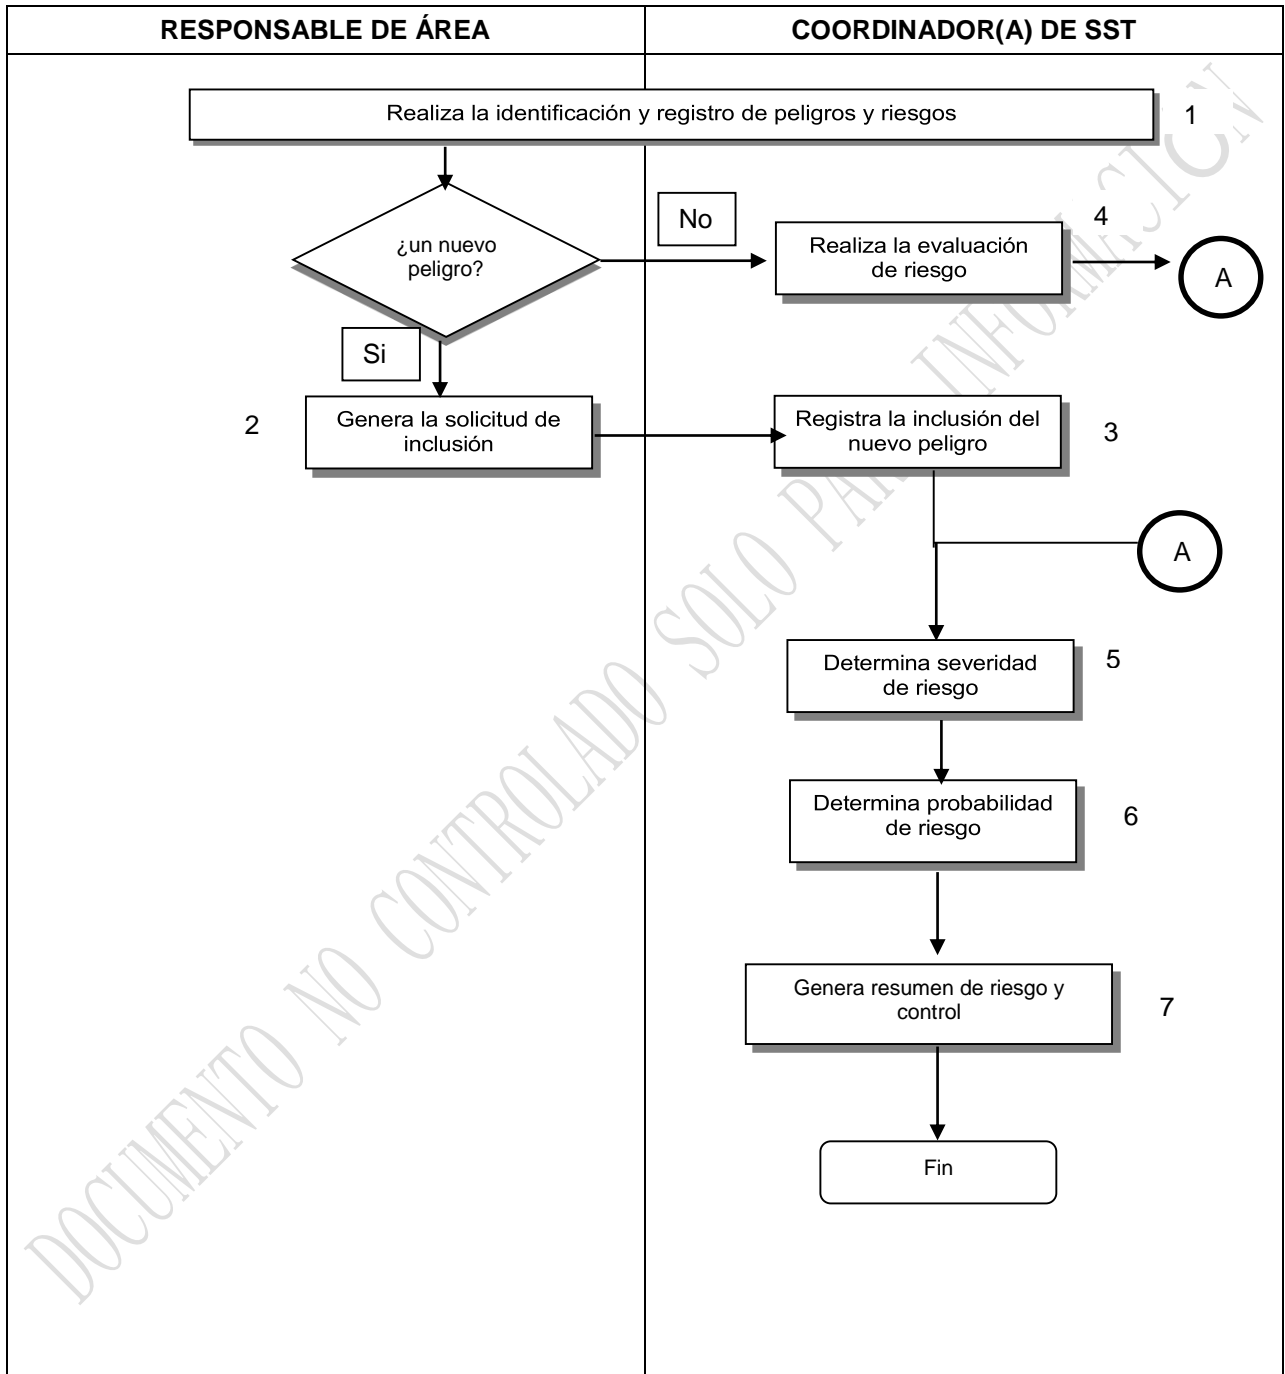 RESPONSABLE DE ÁREA
COORDINADOR(A) DE SST
Realiza la identificación y registro de peligros y riesgos
1
¿un nuevo
peligro?
No
Realiza la evaluación
de riesgo
4
A
Si
2
Genera la solicitud de
inclusión
Registra la inclusión del
nuevo peligro
3
A
Determina severidad
de riesgo
5
Determina probabilidad
de riesgo
6
Genera resumen de riesgo y
control
7
Fin
DOCUMENTO NO CONTROLADO SOLO PARA INFORMACIÓN